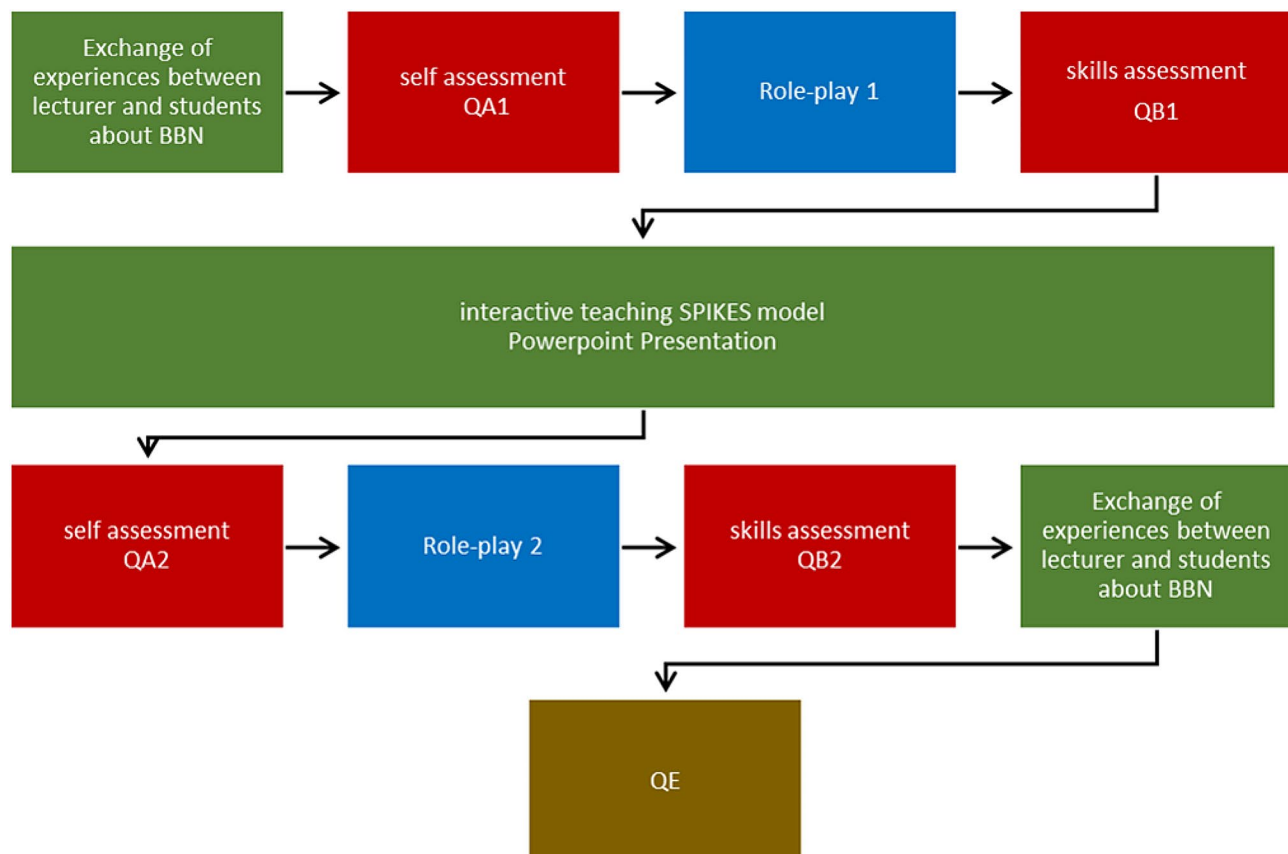 Exchange of
experiences between
lecturer and students
about BBN
self assessment
QA1
Role-play 1
skills assessment
QB1
interactive teaching SPIKES model
Powerpoint Presentation
self assessment
QA2
Role-play 2
skills assessment
QB2
Exchange of
experiences between
lecturer and students
about BBN
QE